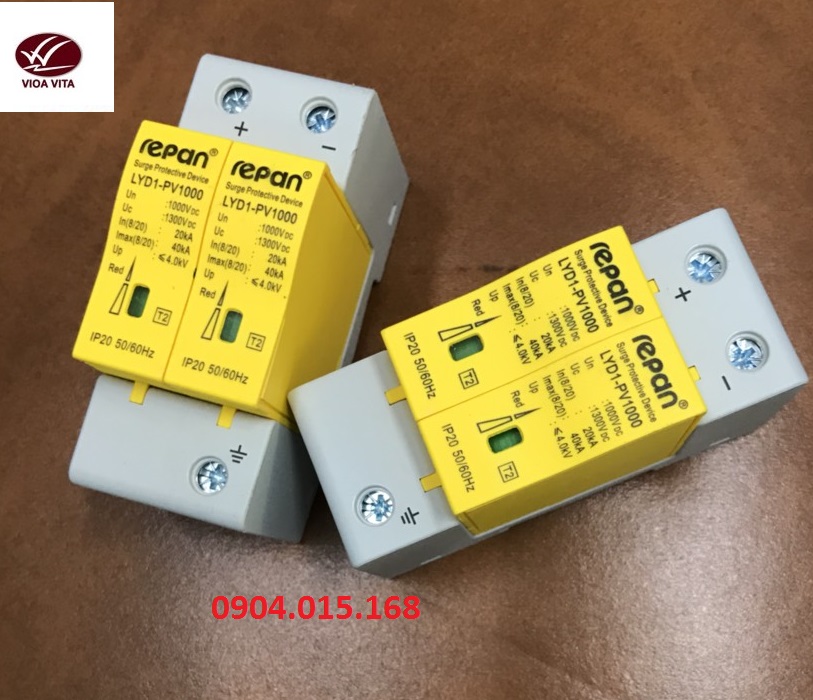 VIOA VITA
+
−
repan®
Surge Protective Device
LYD1-PV1000
Un :1000Vdc
Uc :1300Vdc
In(8/20) : 20kA
Imax(8/20): 40kA
Up :≤4.0kV
Red
T2
IP20 50/60Hz
repan®
Surge Protective Device
LYD1-PV1000
Un :1000Vdc
Uc :1300Vdc
In(8/20) : 20kA
Imax(8/20): 40kA
Up :≤4.0kV
Red
T2
IP20 50/60Hz
+
−
repan®
Surge Protective Device
LYD1-PV1000
Un :1000Vdc
Uc :1300Vdc
In(8/20) : 20kA
Imax(8/20): 40kA
Up :≤4.0kV
Red
T2
IP20 50/60Hz
repan®
Surge Protective Device
LYD1-PV1000
Un :1000Vdc
Uc :1300Vdc
In(8/20) : 20kA
Imax(8/20): 40kA
Up :≤4.0kV
Red
T2
IP20 50/60Hz
0904.015.168